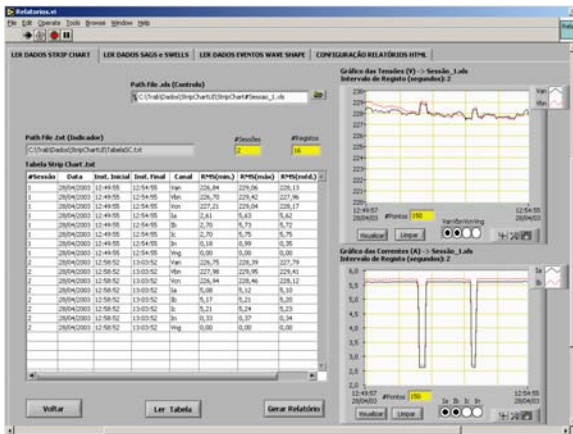 Relatorios.vi
File Edit Operate Tools Browse Window Help
LER DADOS STRIP CHART
LER DADOS SAGS e SWELLS
LER DADOS EVENTOS WAVE SHAPE
CONFIGURAÇÃO RELATÓRIOS HTML
Path File .xls (Controlo)
Path File .txt (Indicador)
#Sessões
#Registos
2
16
Tabela Strip Chart .txt
#Sessão Data Inst. Inicial Inst. Final Canal RMS(mín.) RMS(máx) RMS(méd.)
1 28/04/2003 12:49:55 12:54:55 Van 226,84 229,06 228,13
1 28/04/2003 12:49:55 12:54:55 Vbn 226,70 229,42 227,96
1 28/04/2003 12:49:55 12:54:55 Vcn 227,21 229,04 228,17
1 28/04/2003 12:49:55 12:54:55 Ia 2,61 5,63 5,62
1 28/04/2003 12:49:55 12:54:55 Ib 2,70 5,73 5,72
1 28/04/2003 12:49:55 12:54:55 Ic 2,70 5,75 5,75
1 28/04/2003 12:49:55 12:54:55 In 0,18 0,99 0,35
1 28/04/2003 12:49:55 12:54:55 Vng 0,00 0,00 0,00
2 28/04/2003 12:58:52 13:03:52 Van 226,75 228,39 227,79
2 28/04/2003 12:58:52 13:03:52 Vbn 227,98 229,95 229,41
2 28/04/2003 12:58:52 13:03:52 Vcn 226,94 228,46 228,12
2 28/04/2003 12:58:52 13:03:52 Ia 5,08 5,12 5,10
2 28/04/2003 12:58:52 13:03:52 Ib 5,17 5,21 5,20
2 28/04/2003 12:58:52 13:03:52 Ic 5,21 5,24 5,23
2 28/04/2003 12:58:52 13:03:52 In 0,33 0,37 0,34
2 28/04/2003 12:58:52 13:03:52 Vng 0,00 0,00 0,00
Voltar
Ler Tabela
Gerar Relatório
Gráfico das Tensões (V) -> Sessão_1.xls
Intervalo de Registo (segundos):2
Van
Vbn
230
229
228
227
226
225
224
223
222
221
220
12:49:57
28/04/03
#Pontos 150
12:54:55
28/04/03
Van Vbn Vcn Vng
Visualizar
Limpar
Gráfico das Correntes (A) -> Sessão_1.xls
Intervalo de Registo (segundos):2
Ia
Ib
6,0
5,5
5,0
4,5
4,0
3,5
3,0
2,5
2,0
12:49:57
28/04/03
#Pontos 150
12:54:55
28/04/03
Ia Ib Ic In
Visualizar
Limpar